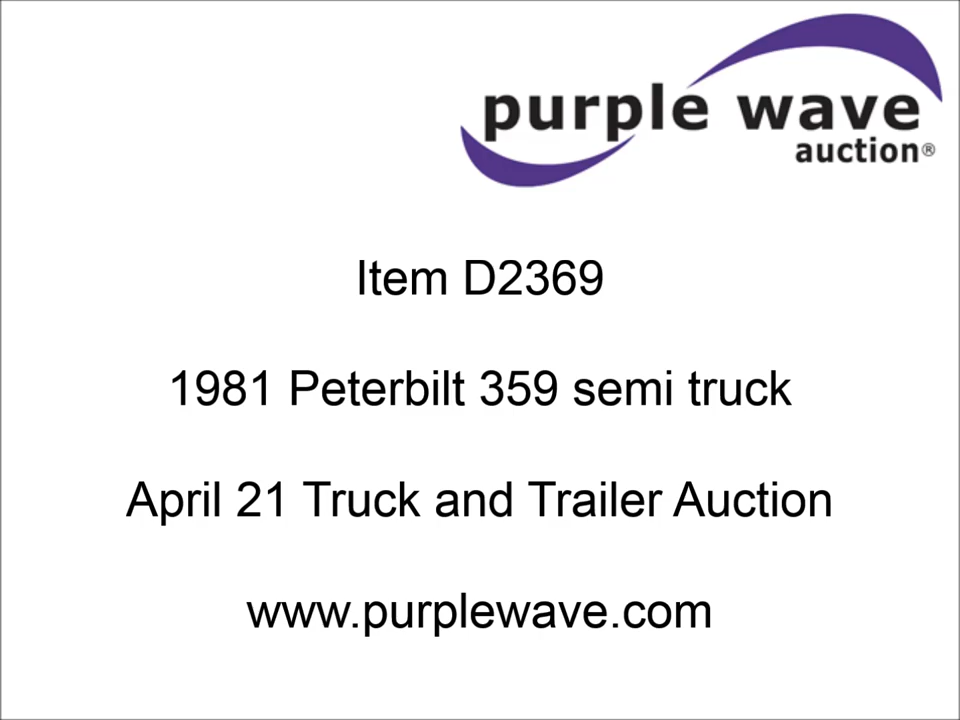 purple wave
auction®
Item D2369
1981 Peterbilt 359 semi truck
April 21 Truck and Trailer Auction
www.purplewave.com